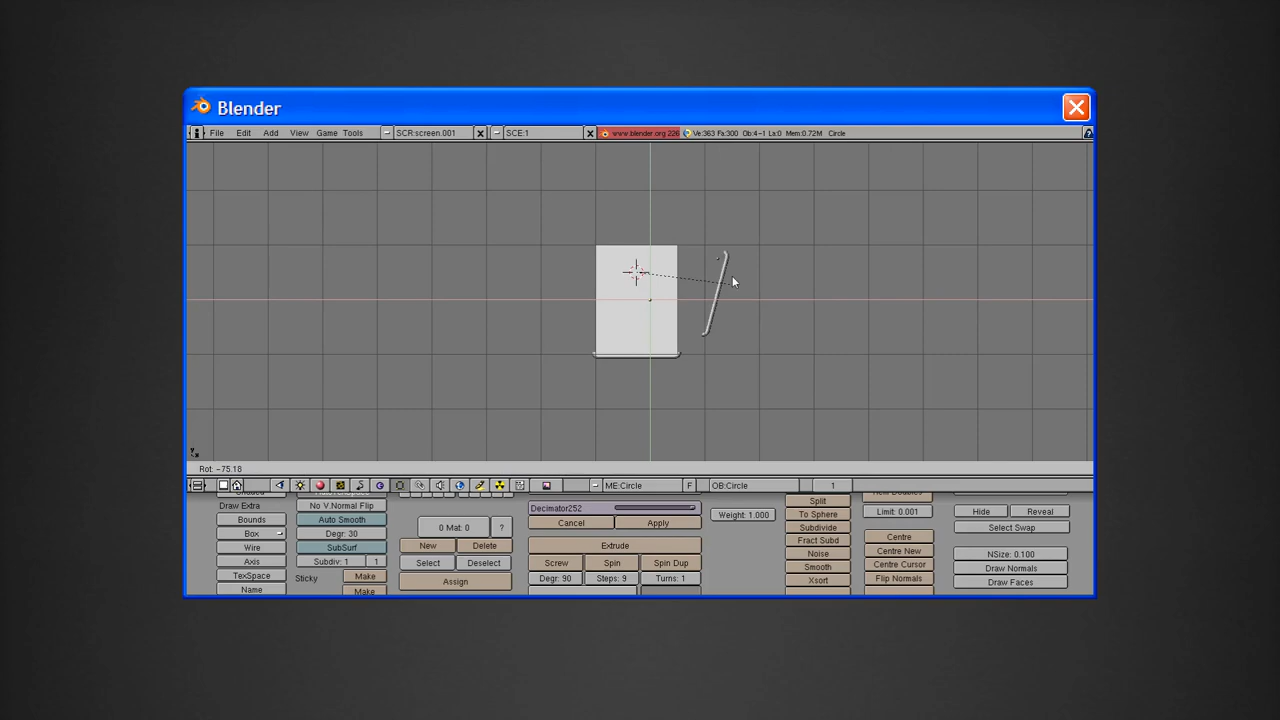 Blender
File Edit Add View Game Tools SCR:screen.001 SCE:1 www.blender.org 226 Ve:363 Fa:300 Ob:4-1 La:0 Mem:0.72M Circle
Rot: -75.18
ME:Circle F OB:Circle 1
Draw Extra
Bounds
Box
Wire
Axis
TexSpace
Name
No V.Normal Flip
Auto Smooth
Degr: 30
SubSurf
Subdiv: 1 1
Sticky Make
Make
0 Mat: 0 ?
New Delete
Select Deselect
Assign
Decimator252
Cancel Apply
Extrude
Screw Spin Spin Dup
Degr: 90 Steps: 9 Turns: 1
Weight: 1.000
Split
To Sphere
Subdivide
Fract Subd
Noise
Smooth
Xsort
Limit: 0.001
Centre
Centre New
Centre Cursor
Flip Normals
Hide Reveal
Select Swap
NSize: 0.100
Draw Normals
Draw Faces